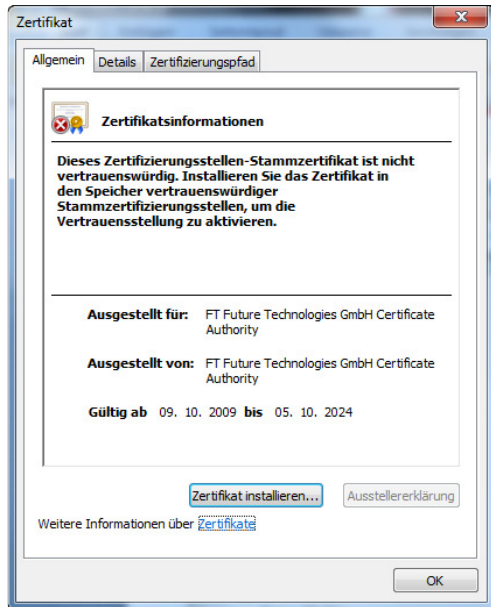 Zertifikat
Allgemein Details Zertifizierungspfad
Zertifikatsinformationen
Dieses Zertifizierungsstellen-Stammzertifikat ist nicht
vertrauenswürdig. Installieren Sie das Zertifikat in
den Speicher vertrauenswürdiger
Stammzertifizierungsstellen, um die
Vertrauensstellung zu aktivieren.
Ausgestellt für: FT Future Technologies GmbH Certificate
Authority
Ausgestellt von: FT Future Technologies GmbH Certificate
Authority
Gültig ab 09. 10. 2009 bis 05. 10. 2024
Zertifikat installieren... Ausstellererklärung
Weitere Informationen über Zertifikate
OK